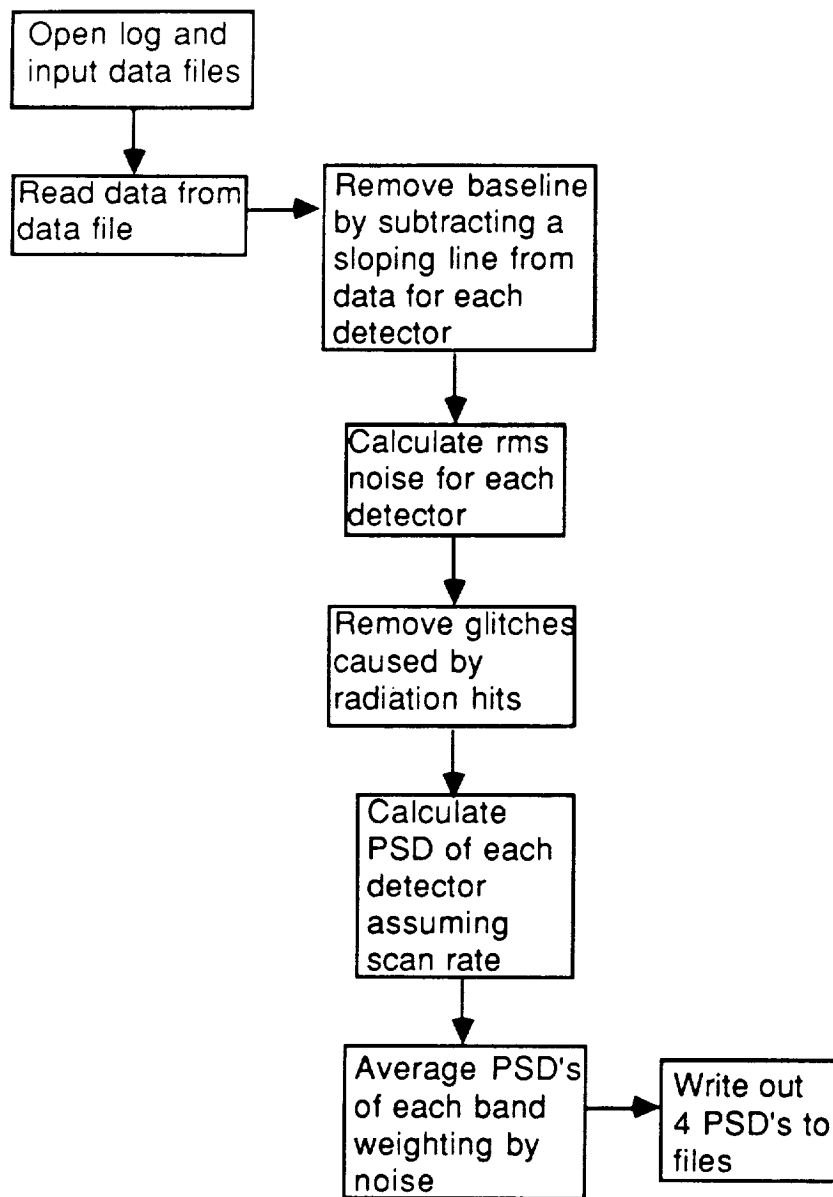 Open log and
input data files
Read data from
data file
Remove baseline
by subtracting a
sloping line from
data for each
detector
Calculate rms
noise for each
detector
Remove glitches
caused by
radiation hits
Calculate
PSD of each
detector
assuming
scan rate
Average PSD's
of each band
weighting by
noise
Write out
4 PSD's to
files